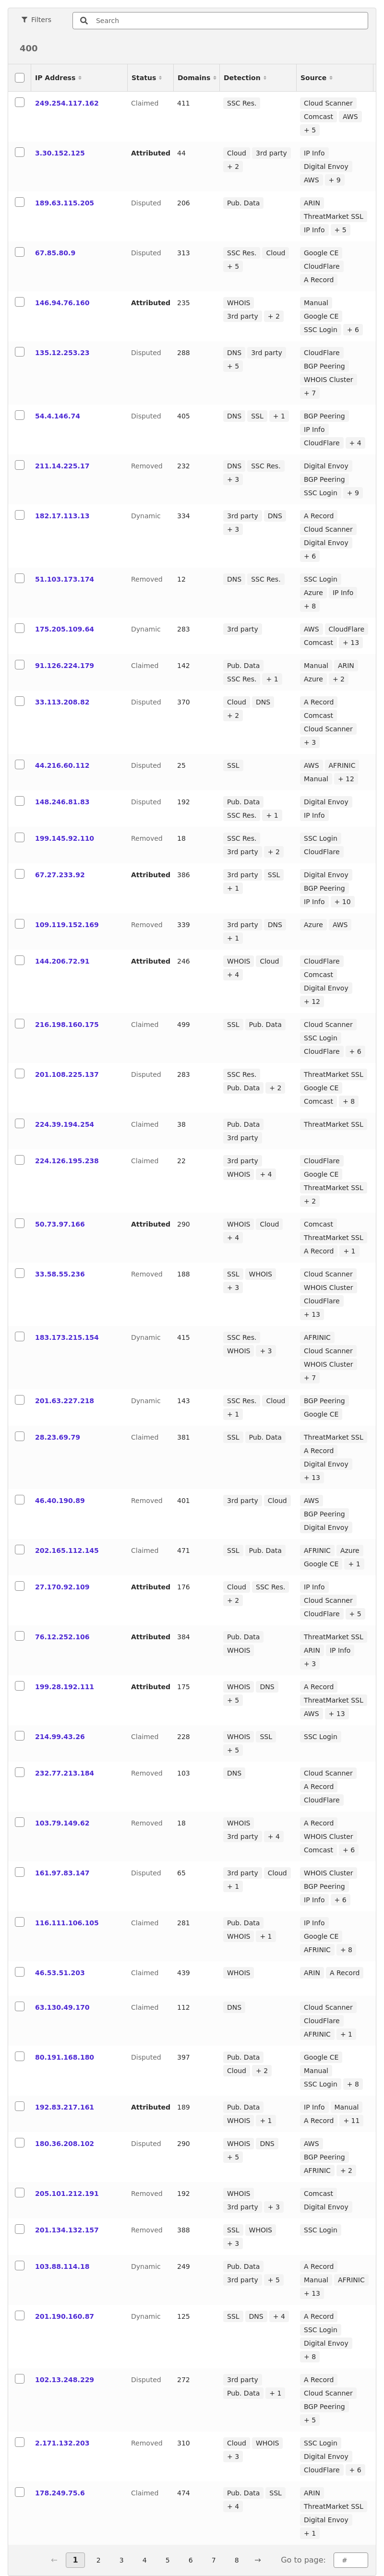 Filters Search
400
IP Address Status Domains Detection Source
249.254.117.162 Claimed 411 SSC Res. Cloud Scanner
Comcast AWS
+ 5
3.30.152.125 Attributed 44 Cloud 3rd party IP Info
+ 2 Digital Envoy
AWS + 9
189.63.115.205 Disputed 206 Pub. Data ARIN
ThreatMarket SSL
IP Info + 5
67.85.80.9 Disputed 313 SSC Res. Cloud Google CE
+ 5 CloudFlare
A Record
146.94.76.160 Attributed 235 WHOIS Manual
3rd party + 2 Google CE
SSC Login + 6
135.12.253.23 Disputed 288 DNS 3rd party CloudFlare
+ 5 BGP Peering
WHOIS Cluster
+ 7
54.4.146.74 Disputed 405 DNS SSL + 1 BGP Peering
IP Info
CloudFlare + 4
211.14.225.17 Removed 232 DNS SSC Res. Digital Envoy
+ 3 BGP Peering
SSC Login + 9
182.17.113.13 Dynamic 334 3rd party DNS A Record
+ 3 Cloud Scanner
Digital Envoy
+ 6
51.103.173.174 Removed 12 DNS SSC Res. SSC Login
Azure IP Info
+ 8
175.205.109.64 Dynamic 283 3rd party AWS CloudFlare
Comcast + 13
91.126.224.179 Claimed 142 Pub. Data Manual ARIN
SSC Res. + 1 Azure + 2
33.113.208.82 Disputed 370 Cloud DNS A Record
+ 2 Comcast
Cloud Scanner
+ 3
44.216.60.112 Disputed 25 SSL AWS AFRINIC
Manual + 12
148.246.81.83 Disputed 192 Pub. Data Digital Envoy
SSC Res. + 1 IP Info
199.145.92.110 Removed 18 SSC Res. SSC Login
3rd party + 2 CloudFlare
67.27.233.92 Attributed 386 3rd party SSL Digital Envoy
+ 1 BGP Peering
IP Info + 10
109.119.152.169 Removed 339 3rd party DNS Azure AWS
+ 1
144.206.72.91 Attributed 246 WHOIS Cloud CloudFlare
+ 4 Comcast
Digital Envoy
+ 12
216.198.160.175 Claimed 499 SSL Pub. Data Cloud Scanner
SSC Login
CloudFlare + 6
201.108.225.137 Disputed 283 SSC Res. ThreatMarket SSL
Pub. Data + 2 Google CE
Comcast + 8
224.39.194.254 Claimed 38 Pub. Data ThreatMarket SSL
3rd party
224.126.195.238 Claimed 22 3rd party CloudFlare
WHOIS + 4 Google CE
ThreatMarket SSL
+ 2
50.73.97.166 Attributed 290 WHOIS Cloud Comcast
+ 4 ThreatMarket SSL
A Record + 1
33.58.55.236 Removed 188 SSL WHOIS Cloud Scanner
+ 3 WHOIS Cluster
CloudFlare
+ 13
183.173.215.154 Dynamic 415 SSC Res. AFRINIC
WHOIS + 3 Cloud Scanner
WHOIS Cluster
+ 7
201.63.227.218 Dynamic 143 SSC Res. Cloud BGP Peering
+ 1 Google CE
28.23.69.79 Claimed 381 SSL Pub. Data ThreatMarket SSL
A Record
Digital Envoy
+ 13
46.40.190.89 Removed 401 3rd party Cloud AWS
BGP Peering
Digital Envoy
202.165.112.145 Claimed 471 SSL Pub. Data AFRINIC Azure
Google CE + 1
27.170.92.109 Attributed 176 Cloud SSC Res. IP Info
+ 2 Cloud Scanner
CloudFlare + 5
76.12.252.106 Attributed 384 Pub. Data ThreatMarket SSL
WHOIS ARIN IP Info
+ 3
199.28.192.111 Attributed 175 WHOIS DNS A Record
+ 5 ThreatMarket SSL
AWS + 13
214.99.43.26 Claimed 228 WHOIS SSL SSC Login
+ 5
232.77.213.184 Removed 103 DNS Cloud Scanner
A Record
CloudFlare
103.79.149.62 Removed 18 WHOIS A Record
3rd party + 4 WHOIS Cluster
Comcast + 6
161.97.83.147 Disputed 65 3rd party Cloud WHOIS Cluster
+ 1 BGP Peering
IP Info + 6
116.111.106.105 Claimed 281 Pub. Data IP Info
WHOIS + 1 Google CE
AFRINIC + 8
46.53.51.203 Claimed 439 WHOIS ARIN A Record
63.130.49.170 Claimed 112 DNS Cloud Scanner
CloudFlare
AFRINIC + 1
80.191.168.180 Disputed 397 Pub. Data Google CE
Cloud + 2 Manual
SSC Login + 8
192.83.217.161 Attributed 189 Pub. Data IP Info Manual
WHOIS + 1 A Record + 11
180.36.208.102 Disputed 290 WHOIS DNS AWS
+ 5 BGP Peering
AFRINIC + 2
205.101.212.191 Removed 192 WHOIS Comcast
3rd party + 3 Digital Envoy
201.134.132.157 Removed 388 SSL WHOIS SSC Login
+ 3
103.88.114.18 Dynamic 249 Pub. Data A Record
3rd party + 5 Manual AFRINIC
+ 13
201.190.160.87 Dynamic 125 SSL DNS + 4 A Record
SSC Login
Digital Envoy
+ 8
102.13.248.229 Disputed 272 3rd party A Record
Pub. Data + 1 Cloud Scanner
BGP Peering
+ 5
2.171.132.203 Removed 310 Cloud WHOIS SSC Login
+ 3 Digital Envoy
CloudFlare + 6
178.249.75.6 Claimed 474 Pub. Data SSL ARIN
+ 4 ThreatMarket SSL
Digital Envoy
+ 1
← 1 2 3 4 5 6 7 8 → Go to page: #